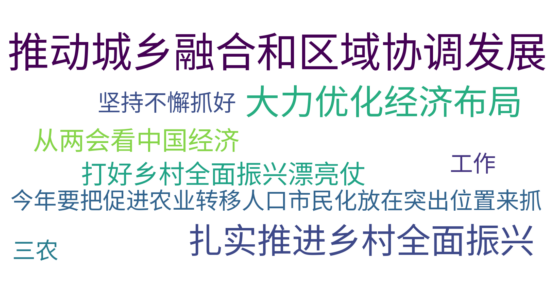 推动城乡融合和区域协调发展
坚持不懈抓好
大力优化经济布局
从两会看中国经济
工作
打好乡村全面振兴漂亮仗
今年要把促进农业转移人口市民化放在突出位置来抓
扎实推进乡村全面振兴
三农